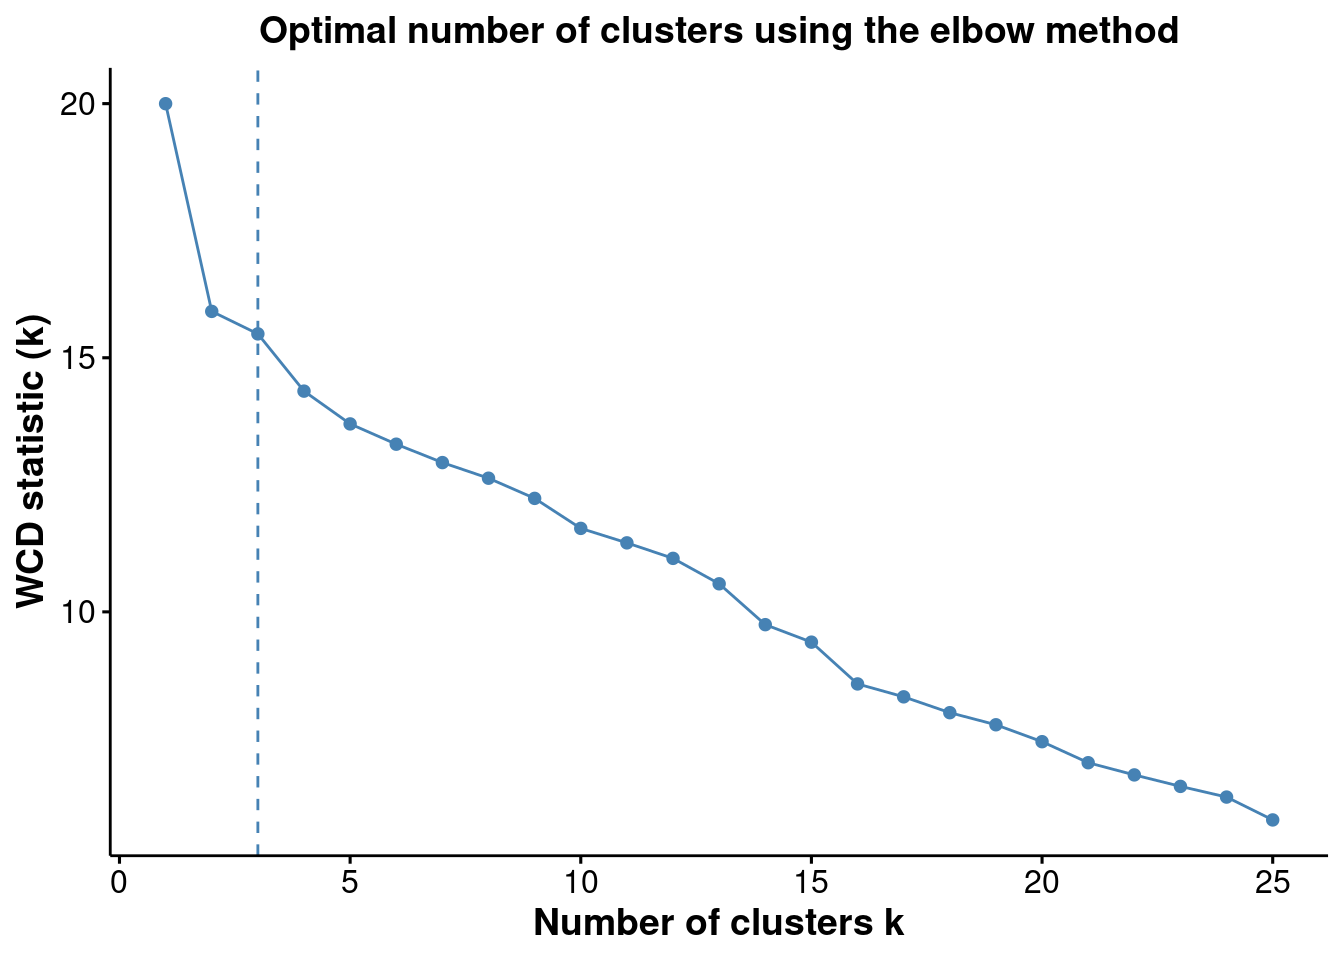 Optimal number of clusters using the elbow method
WCD statistic (k)
20
15
10
0 5 10 15 20 25
Number of clusters k